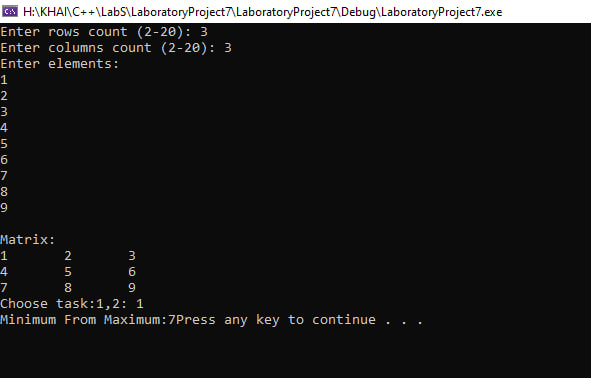 H:\KHAI\C++\LabS\LaboratoryProject7\LaboratoryProject7\Debug\LaboratoryProject7.exe
Enter rows count (2-20): 3
Enter columns count (2-20): 3
Enter elements:
1
2
3
4
5
6
7
8
9
Matrix:
1 2 3
4 5 6
7 8 9
Choose task:1,2: 1
Minimum From Maximum:7Press any key to continue . . .